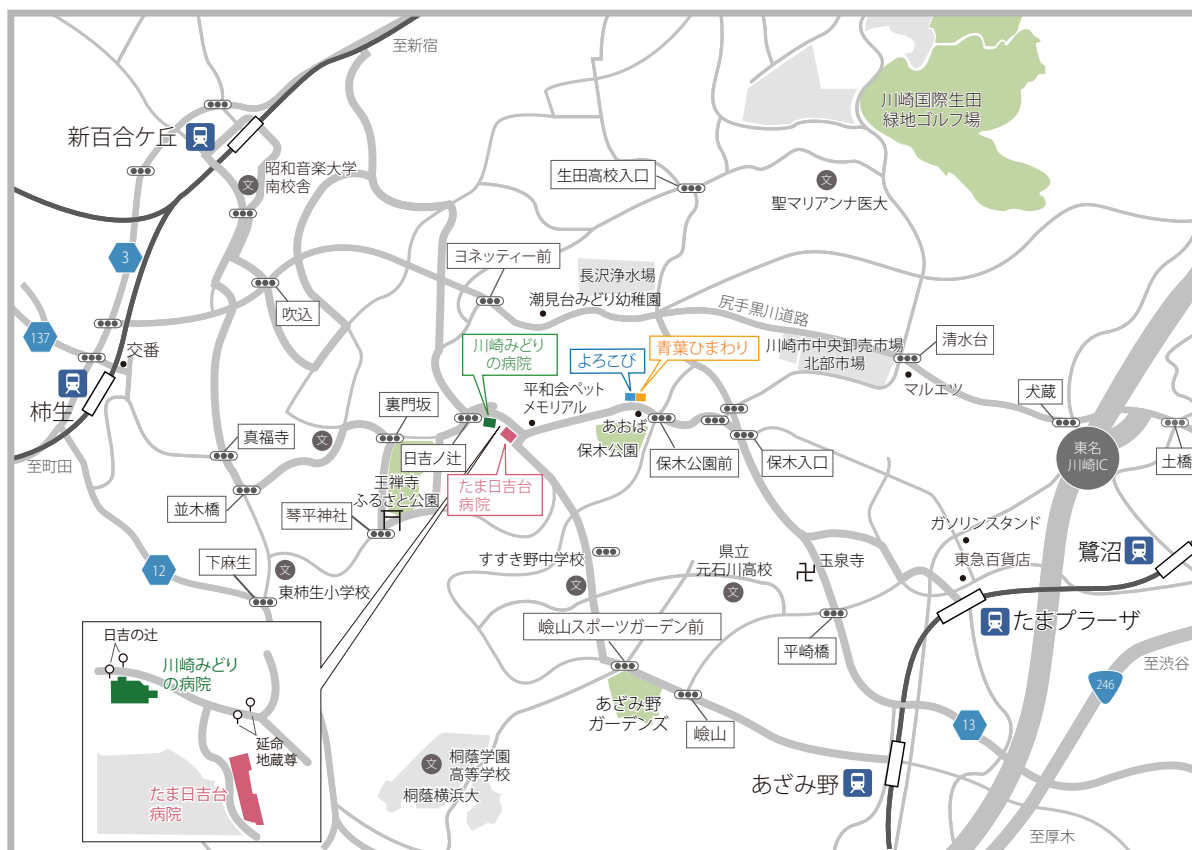 至新宿
川崎国際生田
緑地ゴルフ場
新百合ケ丘
昭和音楽大学
南校舎
文
生田高校入口
文
聖マリアンナ医大
3
ヨネッティー前
長沢浄水場
潮見台みどり幼稚園
尻手黒川道路
吹込
137
交番
川崎みどり
の病院
よろこび
青葉ひまわり
川崎市中央卸売市場
北部市場
清水台
マルエツ
柿生
裏門坂
平和会ペット
メモリアル
あおば
保木公園
犬蔵
真福寺
文
日吉ノ辻
保木公園前
保木入口
東名
川崎IC
土橋
至町田
王禅寺
ふるさと公園
たま日吉台
病院
並木橋
琴平神社
ガソリンスタンド
鷺沼
下麻生
12
文
東柿生小学校
すすき野中学校
文
県立
元石川高校
文
玉泉寺
東急百貨店
たまプラーザ
嶮山スポーツガーデン前
平崎橋
至渋谷
246
日吉の辻
川崎みどり
の病院
あざみ野
ガーデンズ
嶮山
13
延命
地蔵尊
文
桐蔭学園
高等学校
桐蔭横浜大
たま日吉台
病院
あざみ野
至厚木